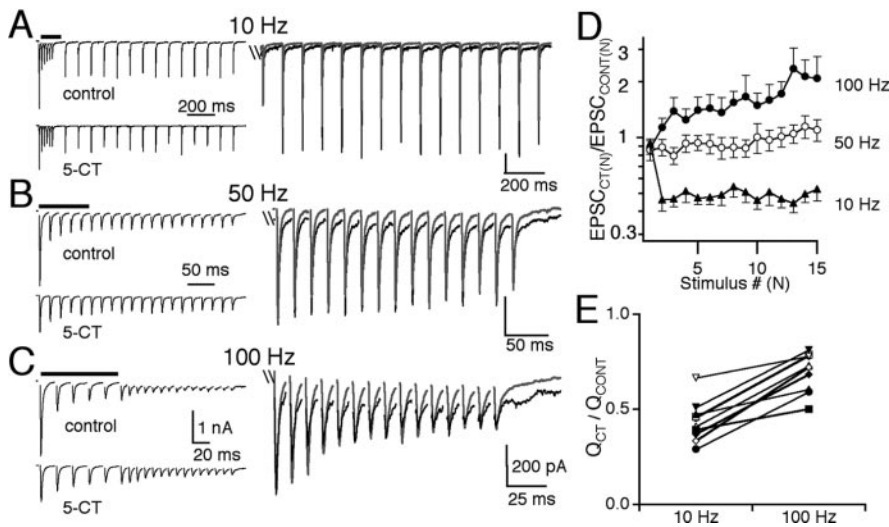 A
10 Hz
control
200 ms
5-CT
200 ms
B
50 Hz
control
50 ms
5-CT
50 ms
C
100 Hz
control
1 nA
20 ms
5-CT
200 pA
25 ms
D
EPSC_CT(N)/EPSC_CONT(N)
3
2
1
0.3
100 Hz
50 Hz
10 Hz
5
10
15
Stimulus # (N)
E
Q_CT / Q_CONT
1.0
0.5
0.0
10 Hz
100 Hz